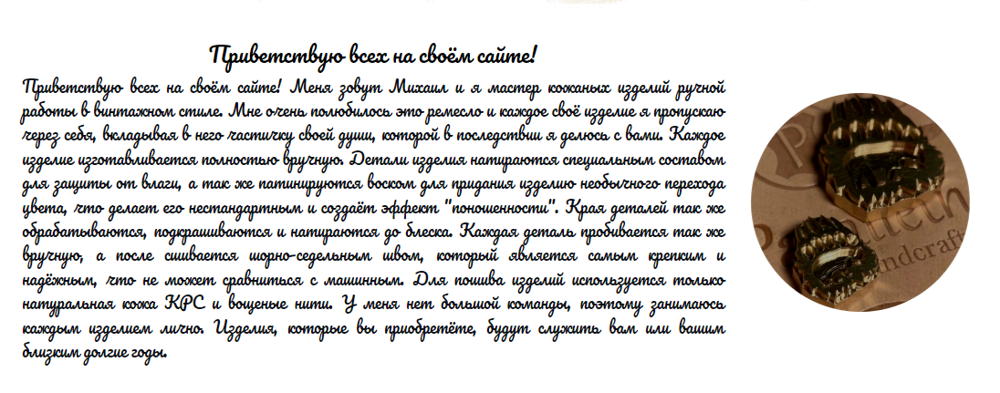 Приветствую всех на своём сайте!
Приветствую всех на своём сайте! Меня зовут Михаил и я мастер кожаных изделий ручной
работы в винтажном стиле. Мне очень полюбилось это ремесло и каждое своё изделие я пропускаю
через себя, вкладывая в него частичку своей души, которой в последствии я делюсь с вами. Каждое
изделие изготавливается полностью вручную. Детали изделия натираются специальным составом
для защиты от влаги, а так же патинируются воском для придания изделию необычного перехода
цвета, что делает его нестандартным и создаёт эффект "поношенности". Края деталей так же
обрабатываются, подкрашиваются и натираются до блеска. Каждая деталь пробивается так же
вручную, а после сшивается шорно-седельным швом, который является самым крепким и
надёжным, что не может сравниться с машинным. Для пошива изделий используется только
натуральная кожа КРС и вощеные нити. У меня нет большой команды, поэтому занимаюсь
каждым изделием лично. Изделия, которые вы приобретёте, будут служить вам или вашим
близким долгие годы.